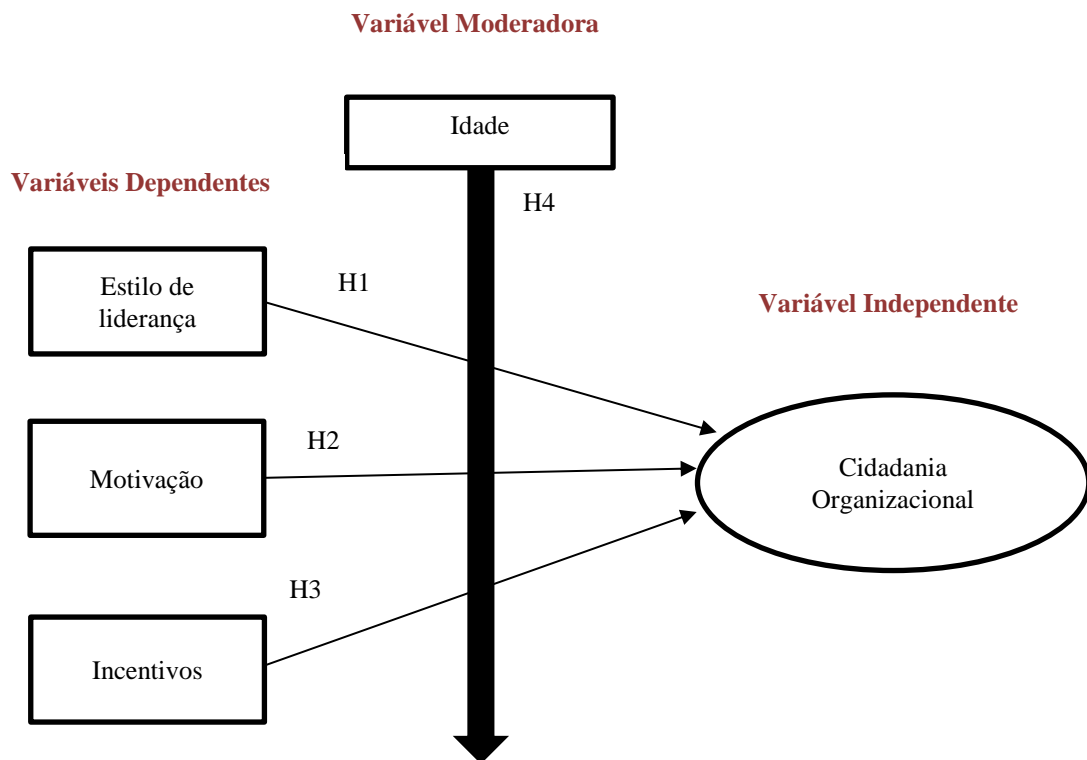 Variável Moderadora
Idade
H4
Variáveis Dependentes
Estilo de
liderança
H1
Variável Independente
Motivação
H2
Cidadania
Organizacional
Incentivos
H3